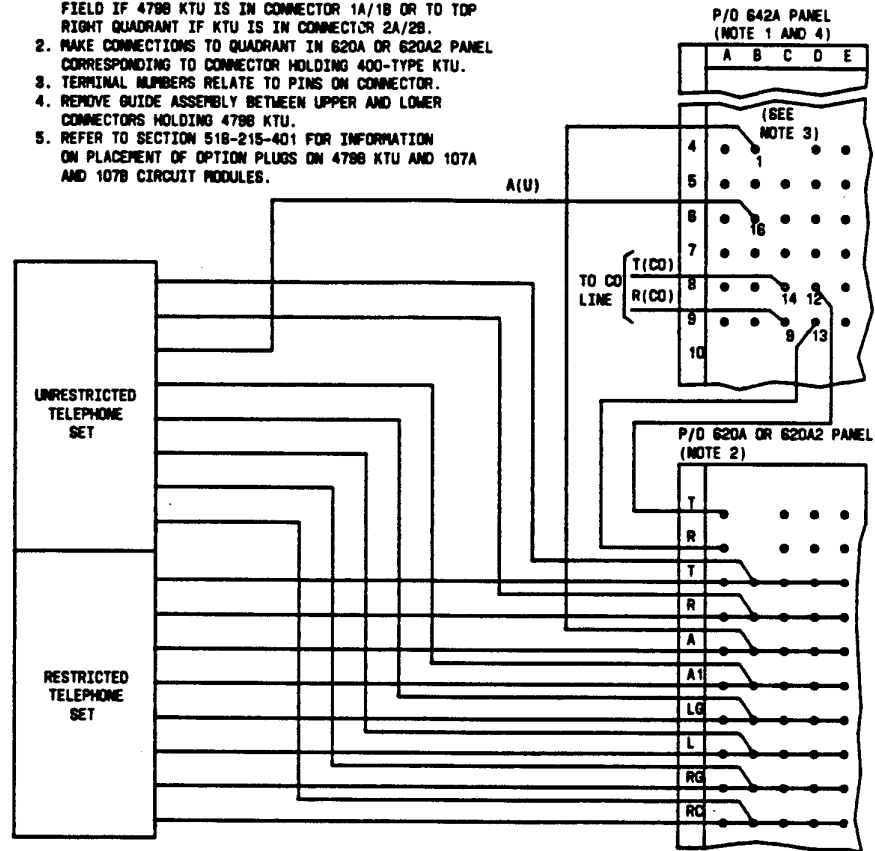 FIELD IF 479B KTU IS IN CONNECTOR 1A/1B OR TO TOP
RIGHT QUADRANT IF KTU IS IN CONNECTOR 2A/2B.
2. MAKE CONNECTIONS TO QUADRANT IN 620A OR 620A2 PANEL
CORRESPONDING TO CONNECTOR HOLDING 400-TYPE KTU.
3. TERMINAL NUMBERS RELATE TO PINS ON CONNECTOR.
4. REMOVE GUIDE ASSEMBLY BETWEEN UPPER AND LOWER
CONNECTORS HOLDING 479B KTU.
5. REFER TO SECTION 518-215-401 FOR INFORMATION
ON PLACEMENT OF OPTION PLUGS ON 479B KTU AND 107A
AND 107B CIRCUIT MODULES.
P/O 642A PANEL
(NOTE 1 AND 4)
A B C D E
(SEE
NOTE 3)
4
1
5
A(U)
6
16
7
T(CO)
TO CO
LINE
8
14 12
R(CO)
9
9 13
10
UNRESTRICTED
TELEPHONE
SET
P/O 620A OR 620A2 PANEL
(NOTE 2)
T
R
T
R
A
A1
LG
L
RG
RC
RESTRICTED
TELEPHONE
SET